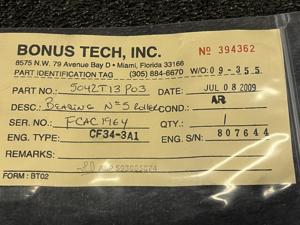 BONUS TECH, INC.
Nº 394362
8575 N.W. 79 Avenue Bay D • Miami, Florida 33166
PART IDENTIFICATION TAG (305) 884-6670 W/O: 09-355
PART NO.: 5042T13P03 DATE: JUL 08 2009
DESC.: Bearing N=5 Roller COND.: AR
SER. NO.: FCAC1964 QTY.: 1
ENG. TYPE: CF34-3A1 ENG. S/N: 807644
REMARKS:
FORM: BT02